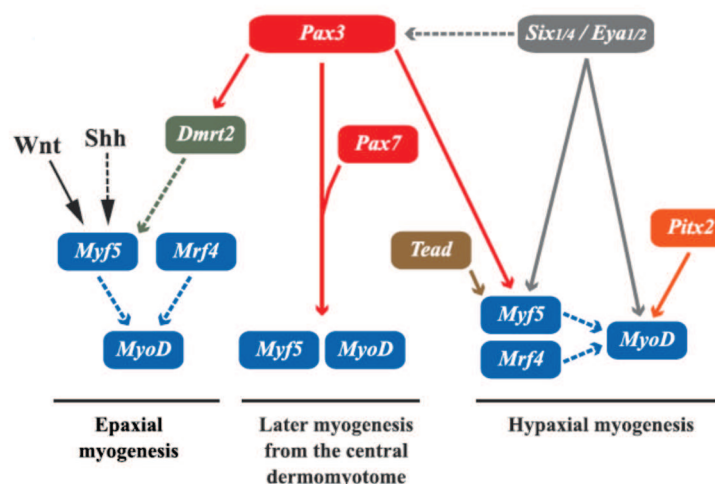 Pax3
Six1/4 / Eya1/2
Dmrt2
Wnt
Shh
Pax7
Pitx2
Myf5
Mrf4
Tead
MyoD
Myf5
MyoD
Myf5
Mrf4
MyoD
Epaxial
myogenesis
Later myogenesis
from the central
dermomyotome
Hypaxial myogenesis